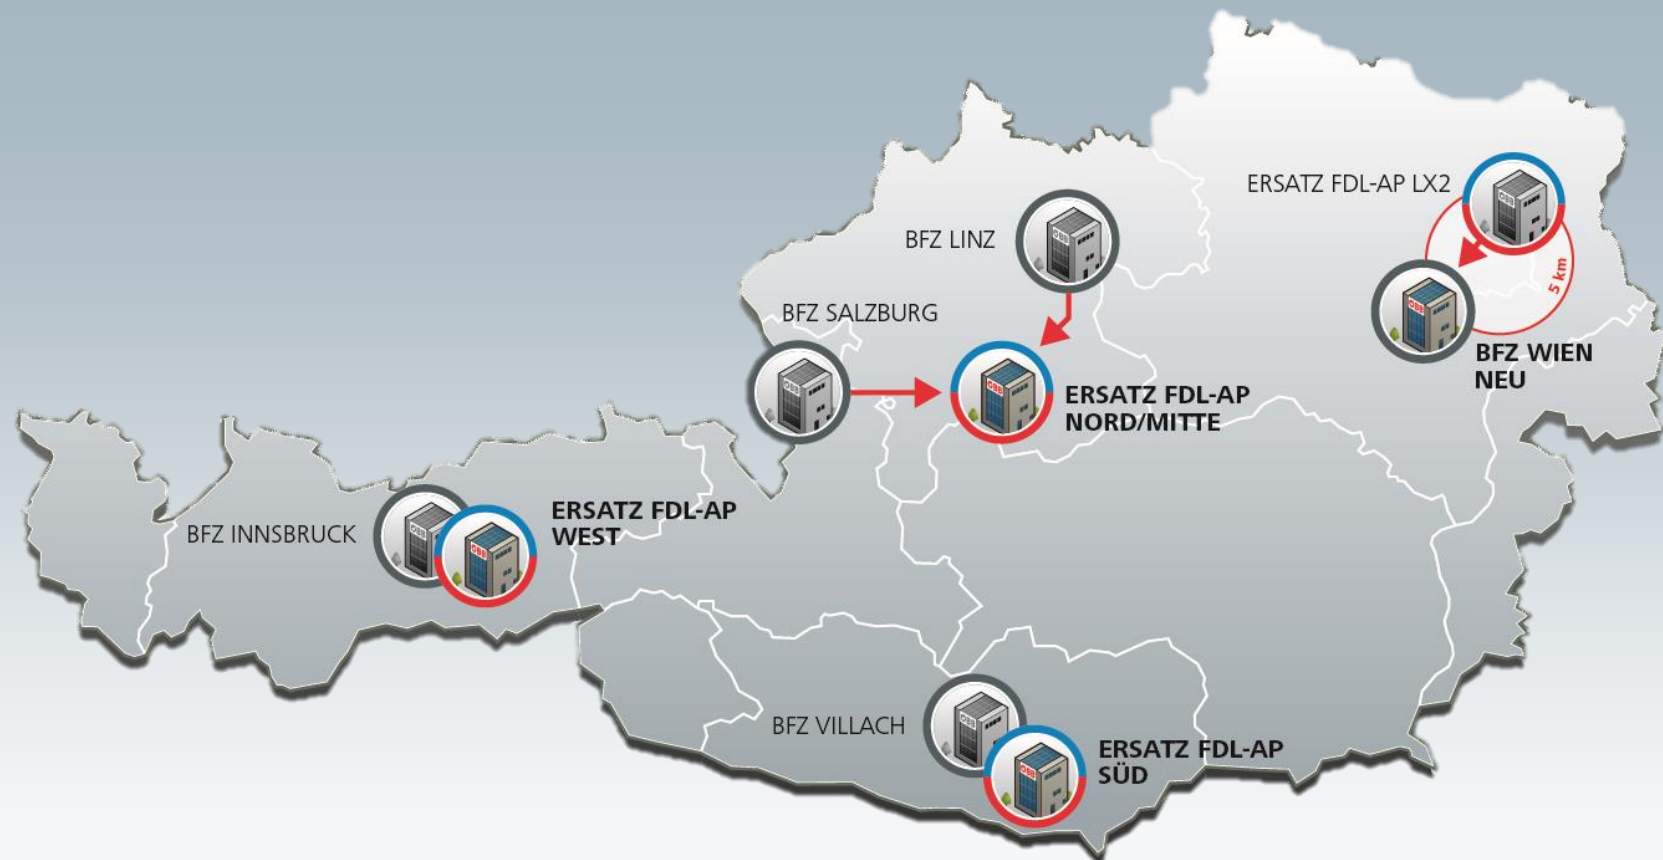 ERSATZ FDL-AP LX2
BFZ LINZ
5 km
BFZ SALZBURG
BFZ WIEN
NEU
ERSATZ FDL-AP
NORD/MITTE
BFZ INNSBRUCK
ERSATZ FDL-AP
WEST
BFZ VILLACH
ERSATZ FDL-AP
SÜD